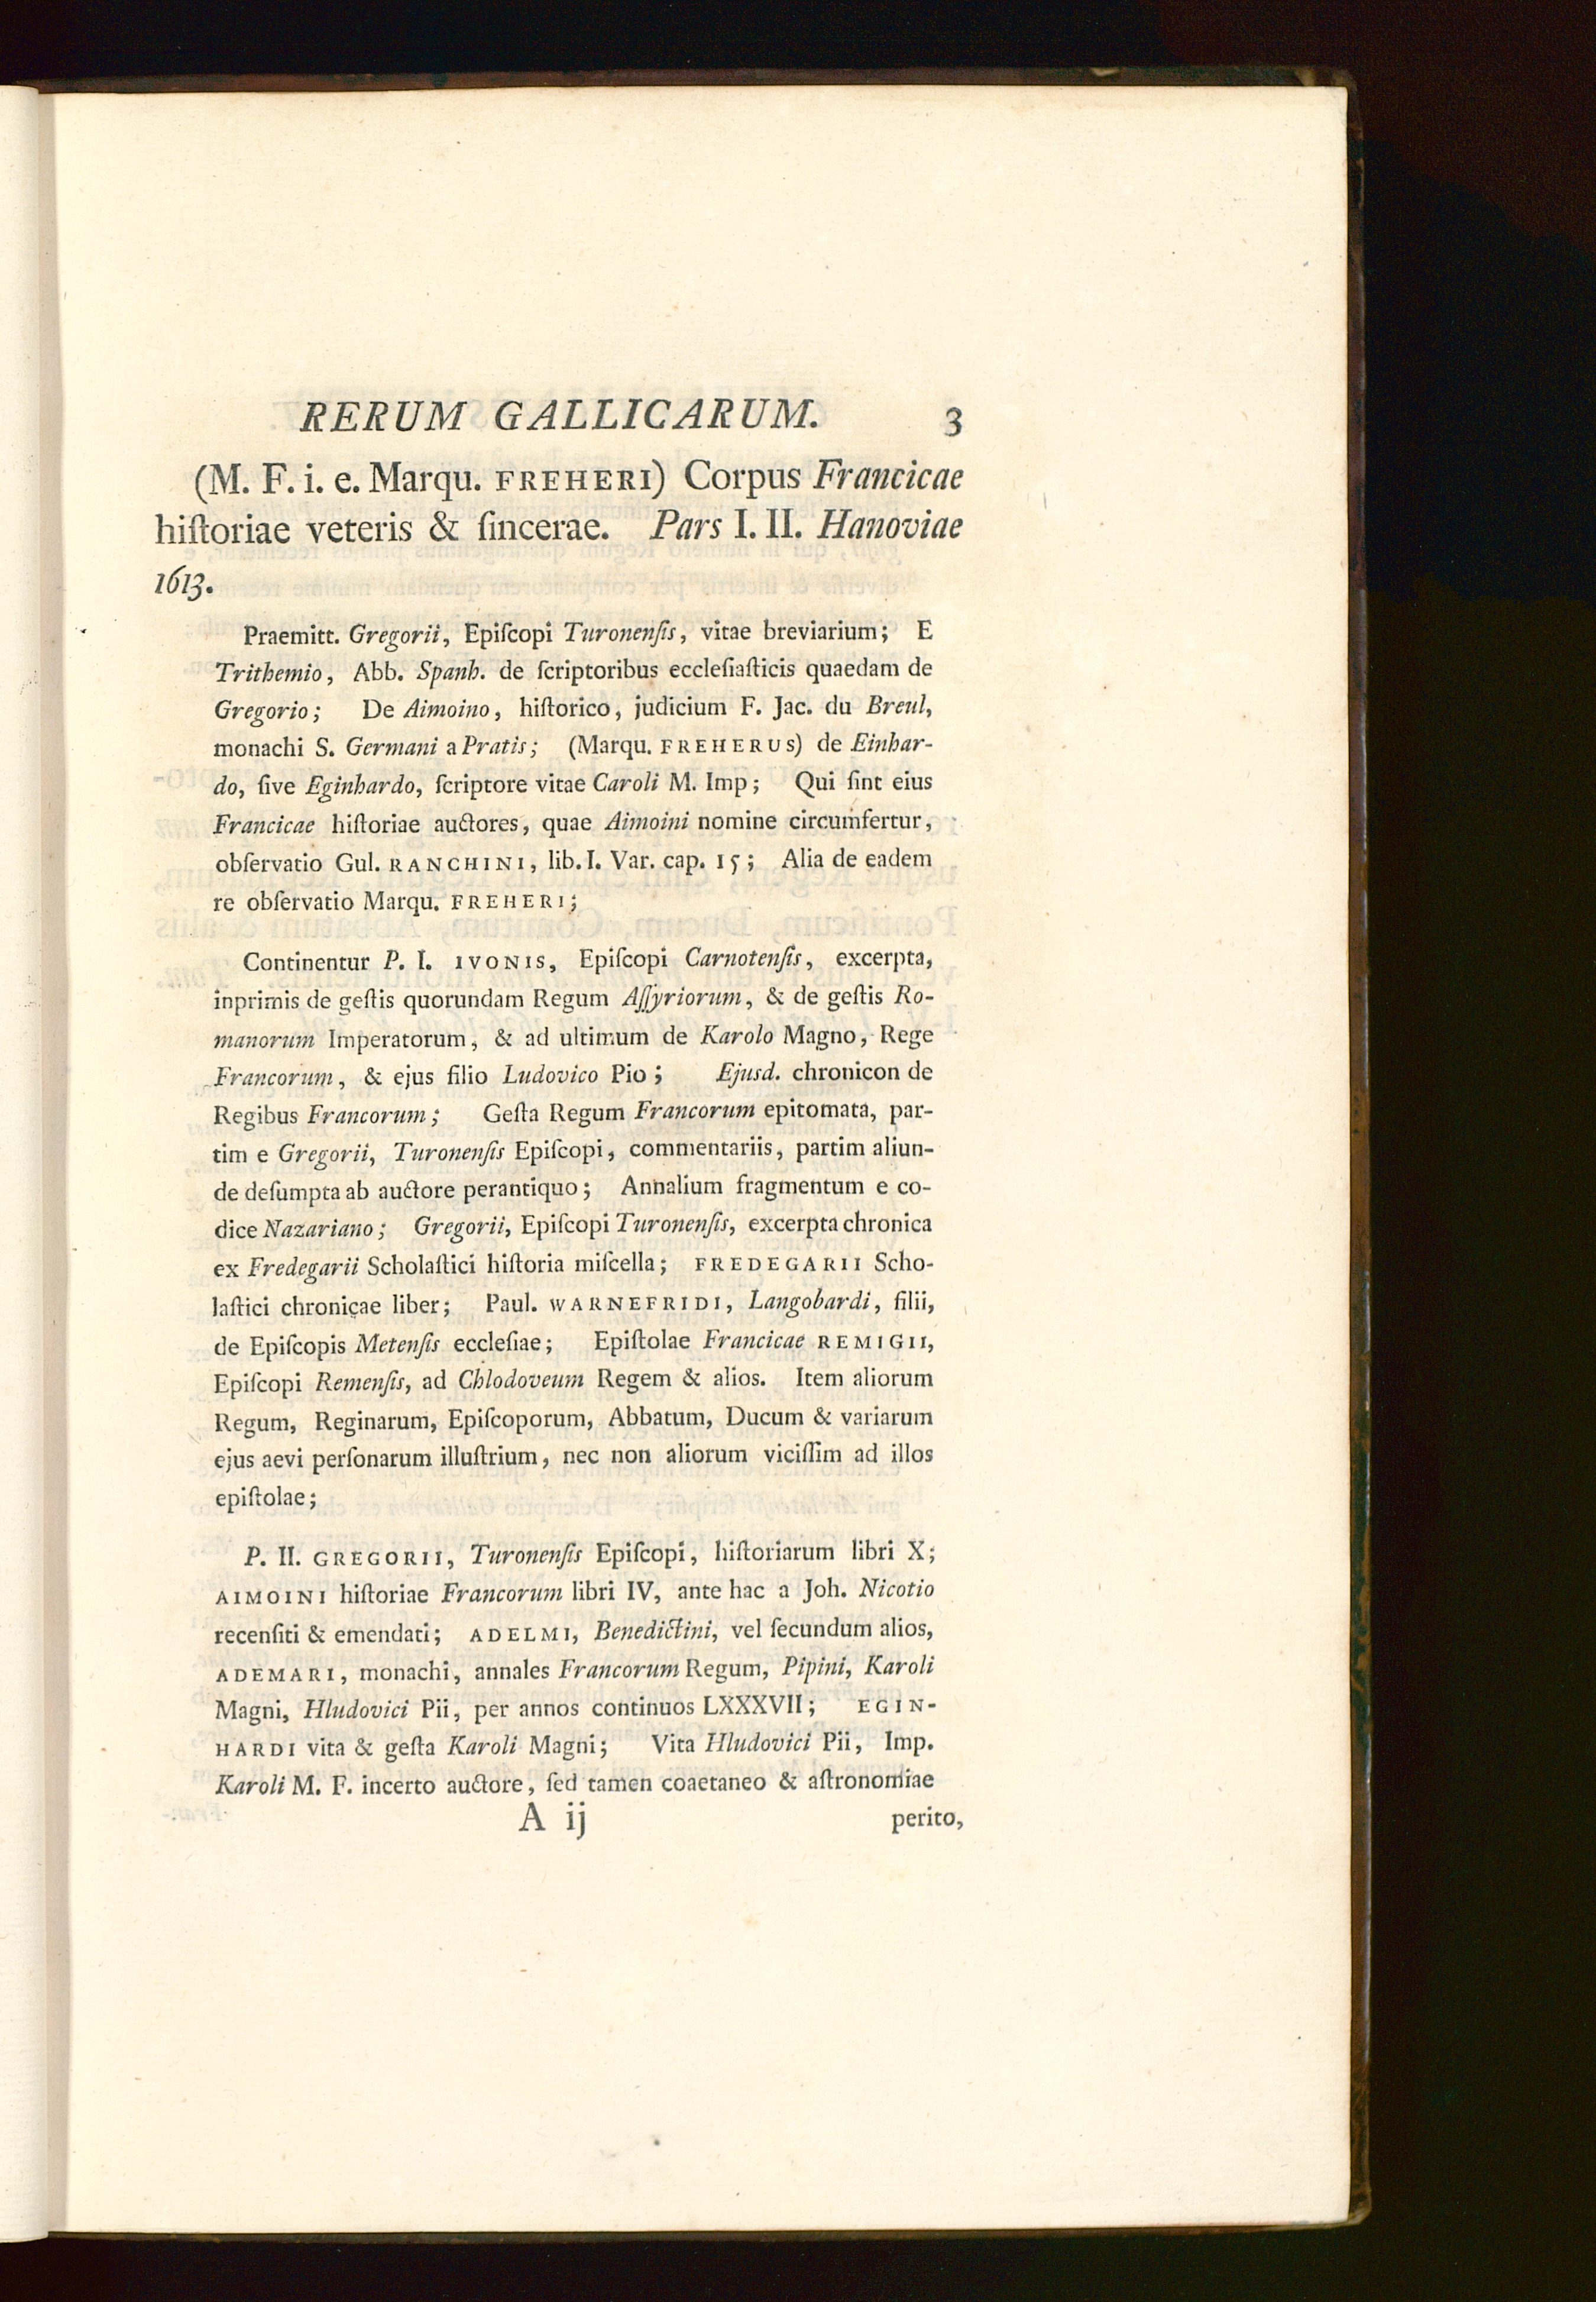 RERUM GALLICARUM. 3
(M. F. i. e. Marqu. FREHERI) Corpus Francicae
hiſtoriae veteris & ſincerae. Pars I. II. Hanoviae
1613.
Praemitt. Gregorii, Epiſcopi Turonenſis, vitae breviarium; E
Trithemio, Abb. Spanh. de ſcriptoribus eccleſiaſticis quaedam de
Gregorio; De Aimoino, hiſtorico, judicium F. Jac. du Breul,
monachi S. Germani a Pratis; (Marqu. FREHERUS) de Einhar-
do, ſive Eginhardo, ſcriptore vitae Caroli M. Imp; Qui ſint eius
Francicae hiſtoriae auctores, quae Aimoini nomine circumfertur,
obſervatio Gul. RANCHINI, lib. I. Var. cap. 15; Alia de eadem
re obſervatio Marqu. FREHERI;
Continentur P. I. IVONIS, Epiſcopi Carnotenſis, excerpta,
inprimis de geſtis quorundam Regum Aſſyriorum, & de geſtis Ro-
manorum Imperatorum, & ad ultimum de Karolo Magno, Rege
Francorum, & ejus filio Ludovico Pio; Ejusd. chronicon de
Regibus Francorum; Geſta Regum Francorum epitomata, par-
tim e Gregorii, Turonenſis Epiſcopi, commentariis, partim aliun-
de deſumpta ab auctore perantiquo; Annalium fragmentum e co-
dice Nazariano; Gregorii, Epiſcopi Turonenſis, excerpta chronica
ex Fredegarii Scholaſtici hiſtoria miſcella; FREDEGARII Scho-
laſtici chronicae liber; Paul. WARNEFRIDI, Langobardi, filii,
de Epiſcopis Metenſis eccleſiae; Epiſtolae Francicae REMIGII,
Epiſcopi Remenſis, ad Chlodoveum Regem & alios. Item aliorum
Regum, Reginarum, Epiſcoporum, Abbatum, Ducum & variarum
ejus aevi perſonarum illuſtrium, nec non aliorum viciſſim ad illos
epiſtolae;
P. II. GREGORII, Turonenſis Epiſcopi, hiſtoriarum libri X;
AIMOINI hiſtoriae Francorum libri IV, ante hac a Joh. Nicotio
recenſiti & emendati; ADELMI, Benedictini, vel ſecundum alios,
ADEMARI, monachi, annales Francorum Regum, Pipini, Karoli
Magni, Hludovici Pii, per annos continuos LXXXVII; EGIN-
HARDI vita & geſta Karoli Magni; Vita Hludovici Pii, Imp.
Karoli M. F. incerto auctore, ſed tamen coaetaneo & aſtronomiae
A ij perito,